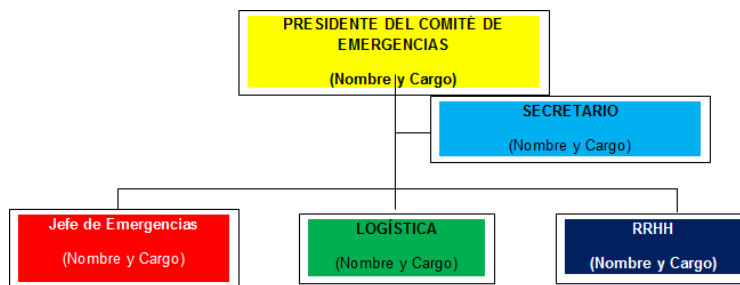 PRESIDENTE DEL COMITÉ DE
EMERGENCIAS
(Nombre y Cargo)
SECRETARIO
(Nombre y Cargo)
Jefe de Emergencias
(Nombre y Cargo)
LOGÍSTICA
(Nombre y Cargo)
RRHH
(Nombre y Cargo)